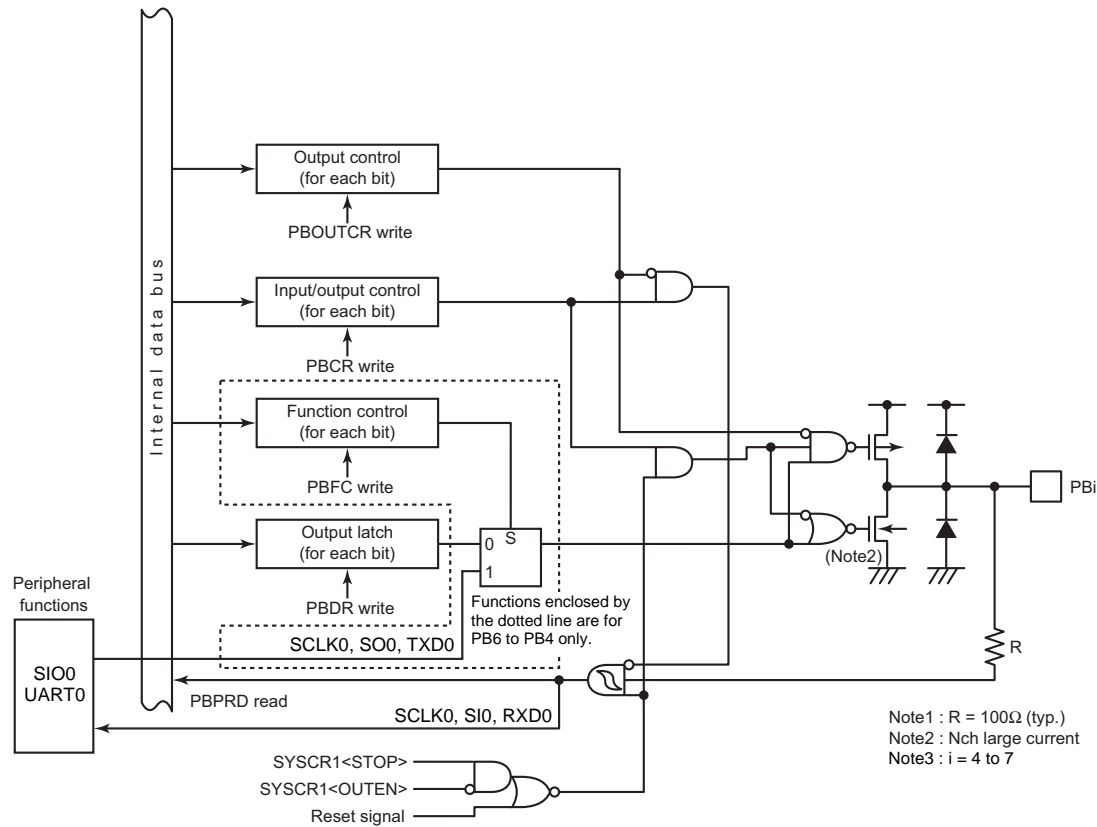 Internal data bus
Output control
(for each bit)
PBOUTCR write
Input/output control
(for each bit)
PBCR write
Function control
(for each bit)
PBFC write
Output latch
(for each bit)
PBDR write
0 S
1
Functions enclosed by
the dotted line are for
PB6 to PB4 only.
(Note2)
PBi
R
Peripheral
functions
SIO0
UART0
SCLK0, SO0, TXD0
PBPRD read
SCLK0, SI0, RXD0
SYSCR1<STOP>
SYSCR1<OUTEN>
Reset signal
Note1 : R = 100Ω (typ.)
Note2 : Nch large current
Note3 : i = 4 to 7